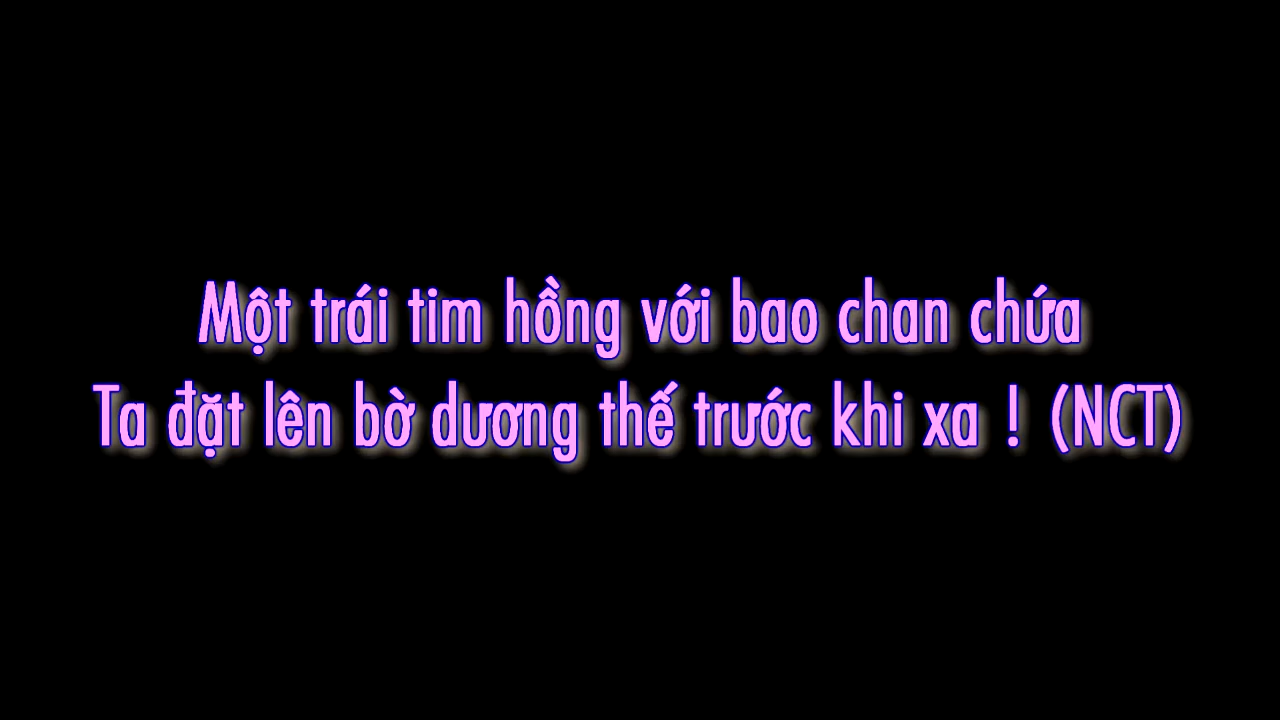 Một trái tim hồng với bao chan chứa
Ta đặt lên bờ dương thế trước khi xa ! (NCT)